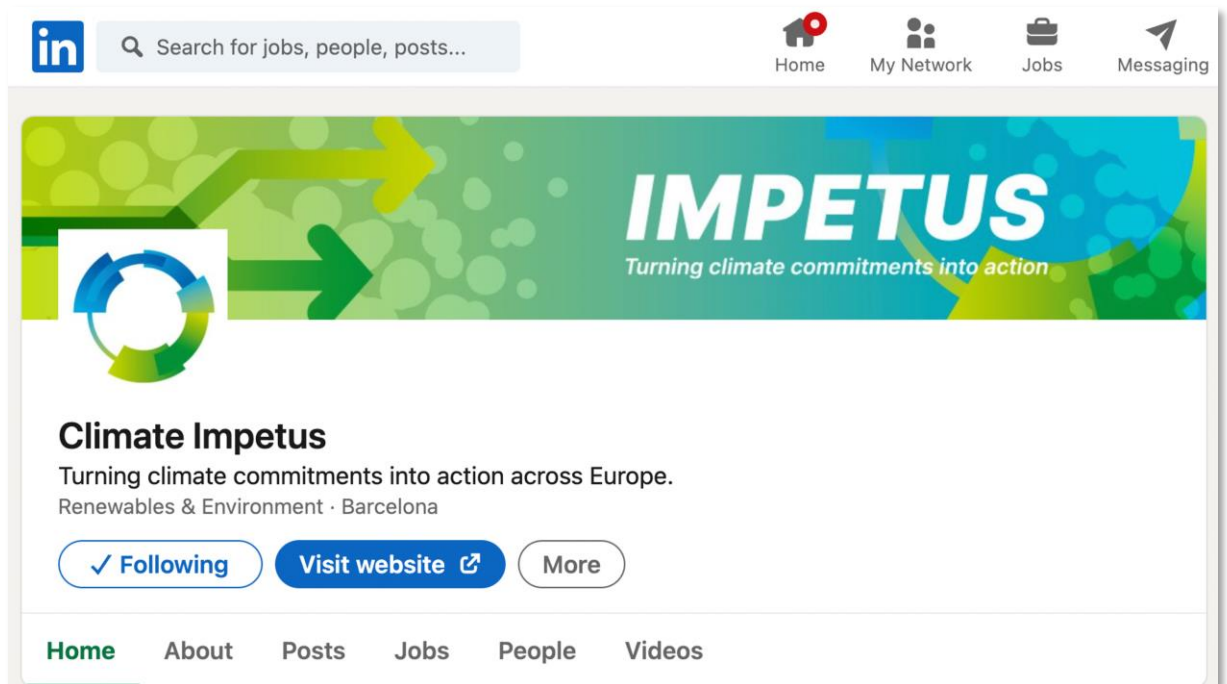 in
Search for jobs, people, posts...
Home My Network Jobs Messaging
IMPETUS
Turning climate commitments into action
Climate Impetus
Turning climate commitments into action across Europe.
Renewables & Environment · Barcelona
✓ Following Visit website More
Home About Posts Jobs People Videos